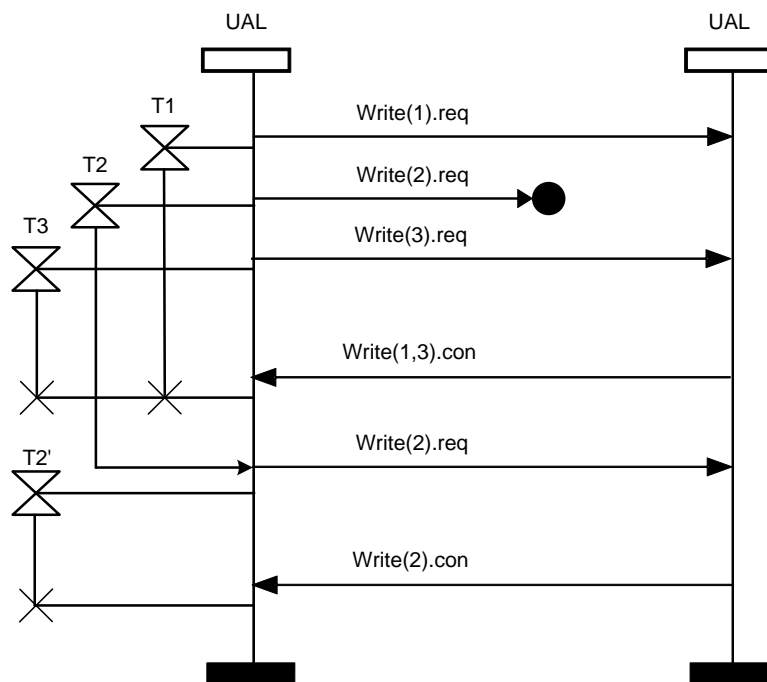 UAL
UAL
T1
Write(1).req
T2
Write(2).req
T3
Write(3).req
Write(1,3).con
Write(2).req
T2'
Write(2).con